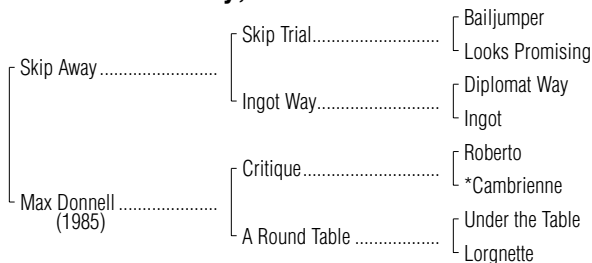 Bailjumper
Skip Trial
Looks Promising
Skip Away
Diplomat Way
Ingot Way
Ingot
Roberto
Critique
*Cambrienne
Max Donnell
(1985)
Under the Table
A Round Table
Lorgnette